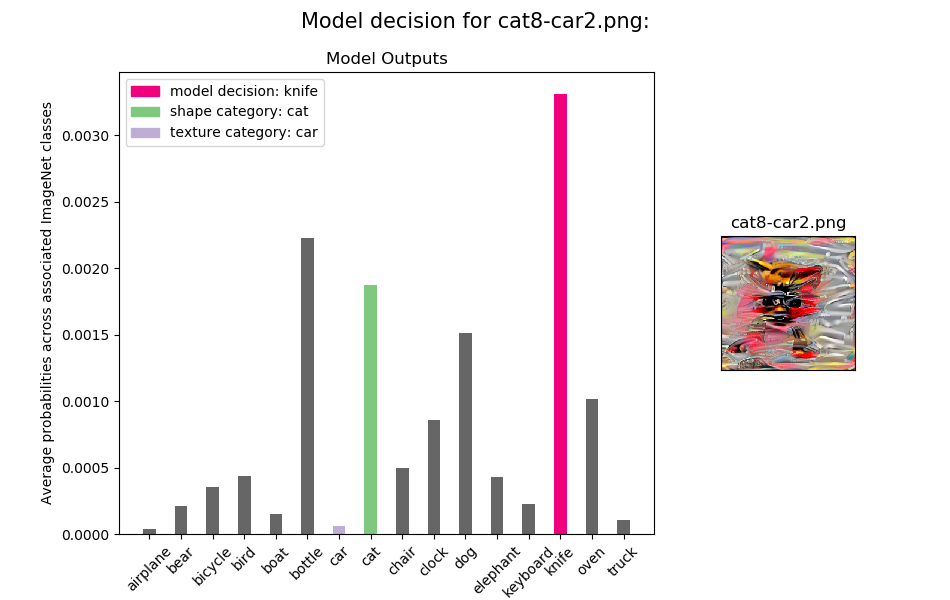 Model decision for cat8-car2.png:
Model Outputs
model decision: knife
shape category: cat
texture category: car
Average probabilities across associated ImageNet classes
0.0030
0.0025
0.0020
0.0015
0.0010
0.0005
0.0000
airplane
bear
bicycle
bird
boat
bottle
car
cat
chair
clock
dog
elephant
keyboard
knife
oven
truck
cat8-car2.png